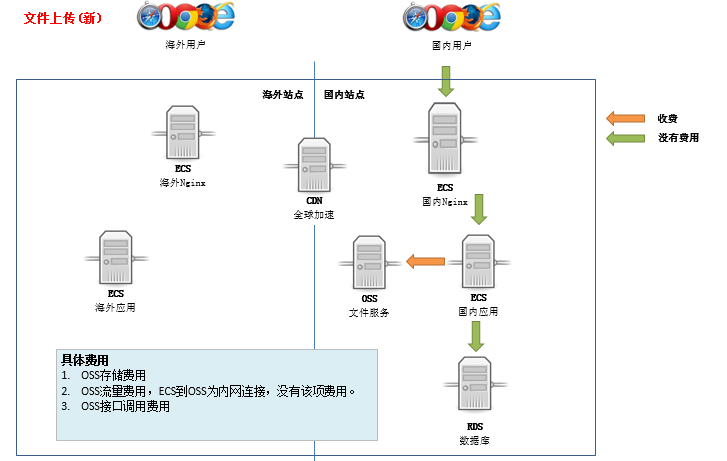 文件上传(新)
海外用户
国内用户
海外站点
国内站点
收费
没有费用
ECS
海外Nginx
CDN
全球加速
ECS
国内Nginx
ECS
海外应用
OSS
文件服务
ECS
国内应用
具体费用
1. OSS存储费用
2. OSS流量费用，ECS到OSS为内网连接，没有该项费用。
3. OSS接口调用费用
RDS
数据库